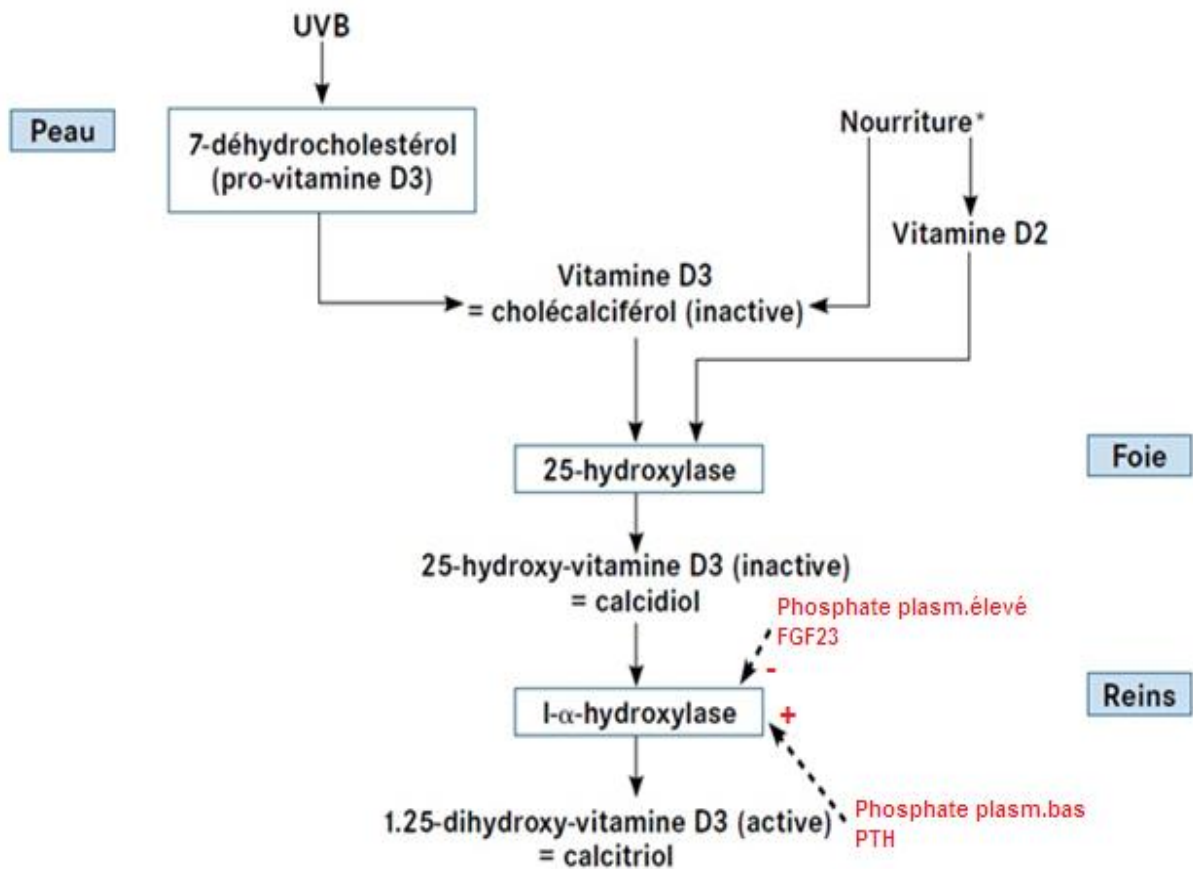 UVB
Peau
7-déhydrocholestérol
(pro-vitamine D3)
Nourriture*
Vitamine D2
Vitamine D3
= cholécalciférol (inactive)
25-hydroxylase
Foie
25-hydroxy-vitamine D3 (inactive)
= calcidiol
Phosphate plasm.élevé
FGF23
-
I-α-hydroxylase
+
Reins
1.25-dihydroxy-vitamine D3 (active)
= calcitriol
Phosphate plasm.bas
PTH